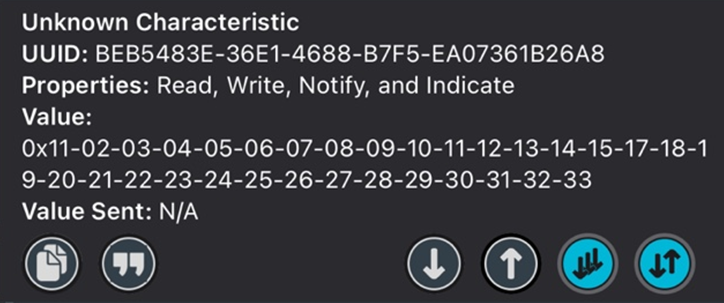 Unknown Characteristic
UUID: BEB5483E-36E1-4688-B7F5-EA07361B26A8
Properties: Read, Write, Notify, and Indicate
Value:
0x11-02-03-04-05-06-07-08-09-10-11-12-13-14-15-17-18-1
9-20-21-22-23-24-25-26-27-28-29-30-31-32-33
Value Sent: N/A